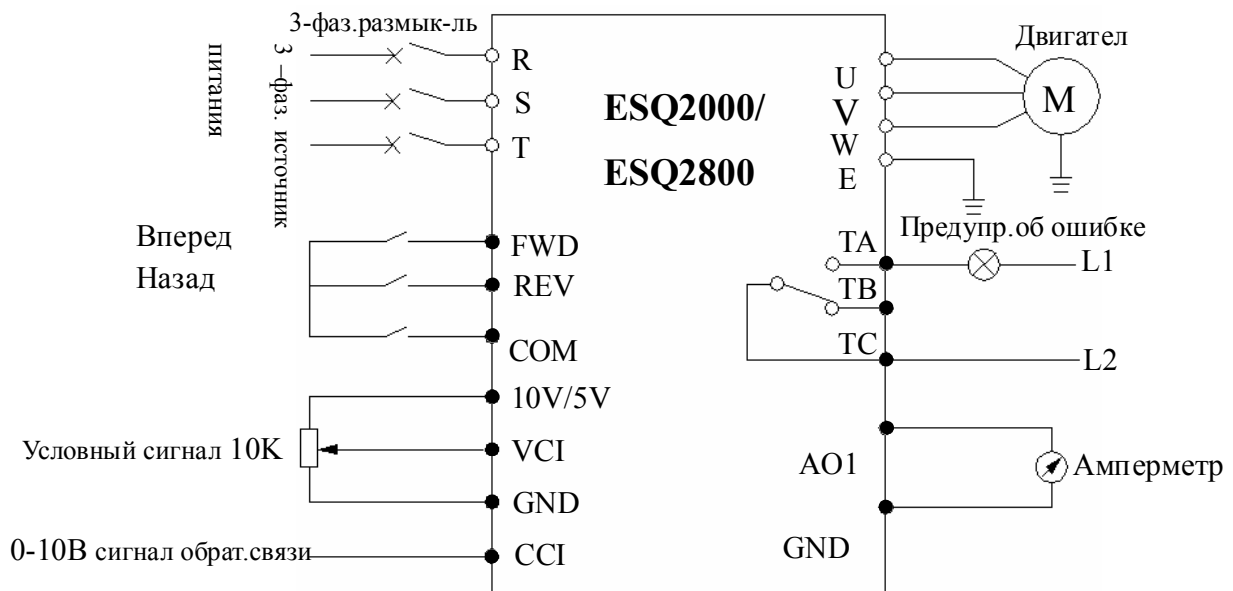 3-фаз.размык-ль
3 –фаз. источник
питания
R
S
T
ESQ2000/
ESQ2800
U
V
W
E
Двигател
M
Вперед
Назад
FWD
REV
COM
Предупр.об ошибке
TA
TB
TC
L1
L2
10V/5V
Условный сигнал 10K
VCI
GND
0-10В сигнал обрат.связи
CCI
AO1
Амперметр
GND